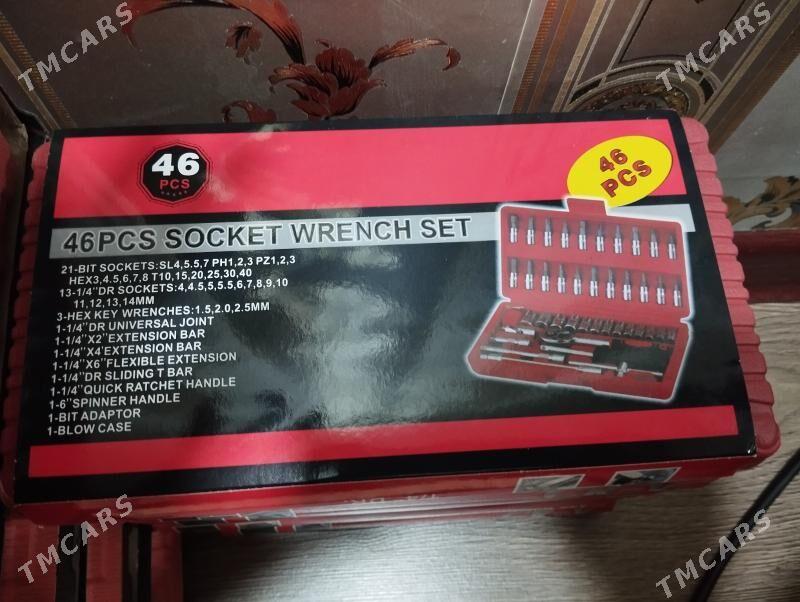 TMCARS
TMCARS
46
PCS
46
PCS
46PCS SOCKET WRENCH SET
21-BIT SOCKETS:SL4,5.5,7 PH1,2,3 PZ1,2,3
HEX3,4.5,6,7,8 T10,15,20,25,30,40
13-1/4"DR SOCKETS:4,4.5,5,5.5,6,7,8,9,10
11,12,13,14MM
3-HEX KEY WRENCHES:1.5,2.0,2.5MM
1-1/4"DR UNIVERSAL JOINT
1-1/4"X2"EXTENSION BAR
1-1/4"X4"EXTENSION BAR
1-1/4"X6"FLEXIBLE EXTENSION
1-1/4"DR SLIDING T BAR
1-1/4"QUICK RATCHET HANDLE
1-6"SPINNER HANDLE
1-BIT ADAPTOR
1-BLOW CASE
TMCARS
TMCARS